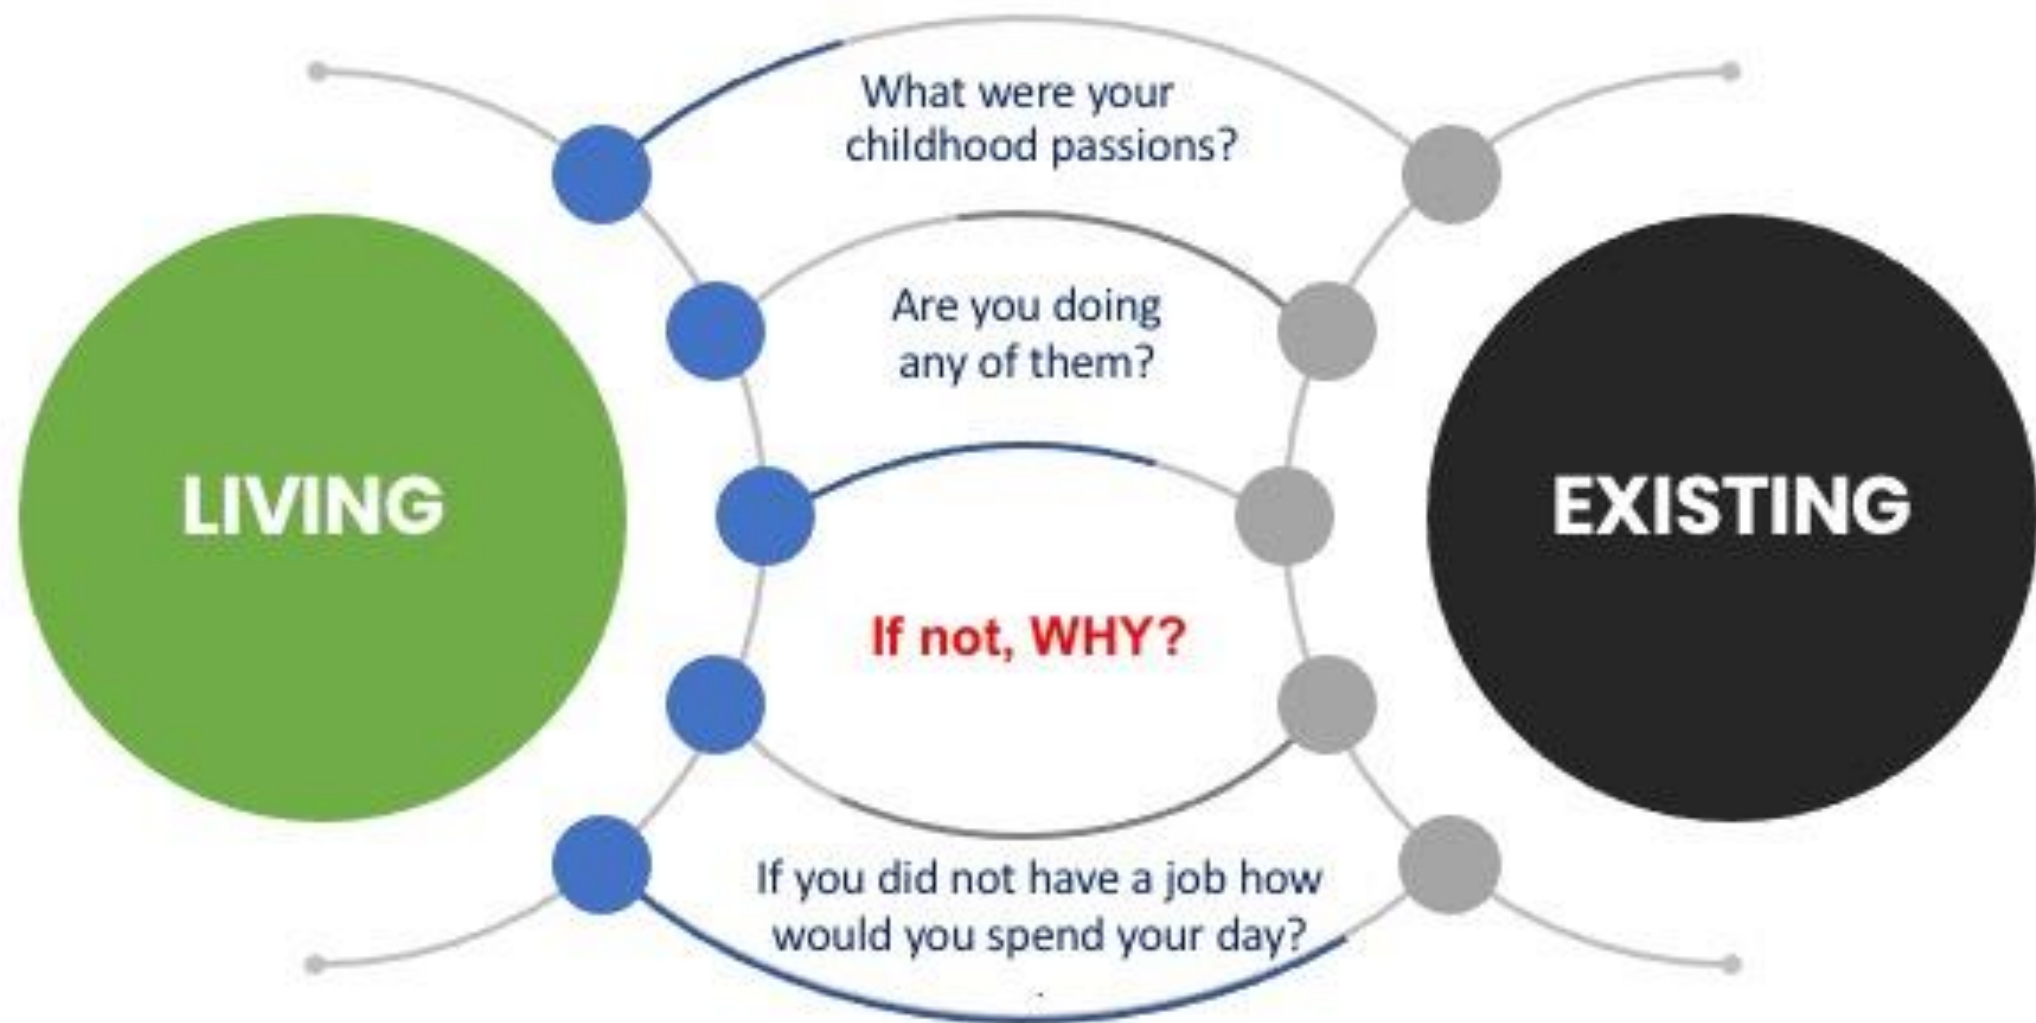 What were your
childhood passions?
Are you doing
any of them?
LIVING
EXISTING
If not, WHY?
If you did not have a job how
would you spend your day?